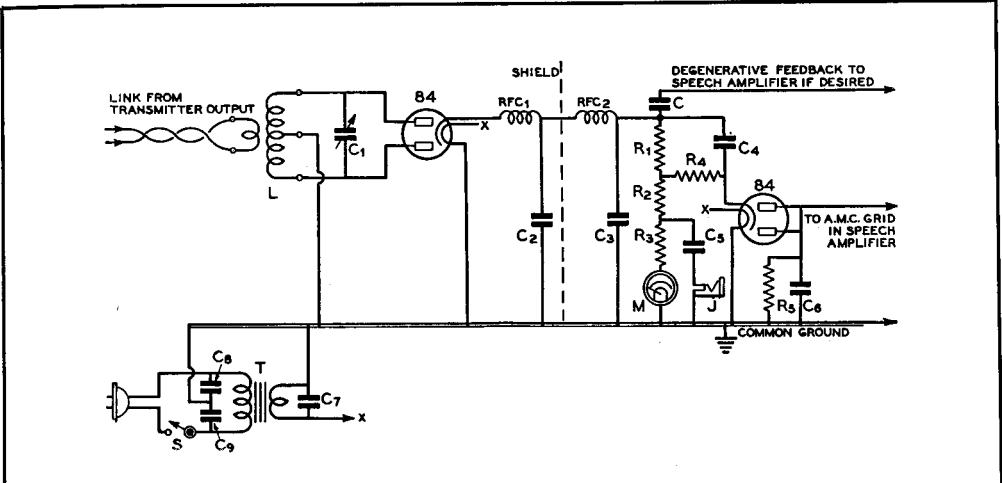 SHIELD
DEGENERATIVE FEEDBACK TO
SPEECH AMPLIFIER IF DESIRED
LINK FROM
TRANSMITTER OUTPUT
84
RFC1
RFC2
C
X
C1
R1
R4
C4
L
R2
84
X
TO A.M.C. GRID
IN SPEECH
AMPLIFIER
C2
C3
R3
C5
M
J
R5
C6
COMMON GROUND
C8
T
C7
X
S
C9